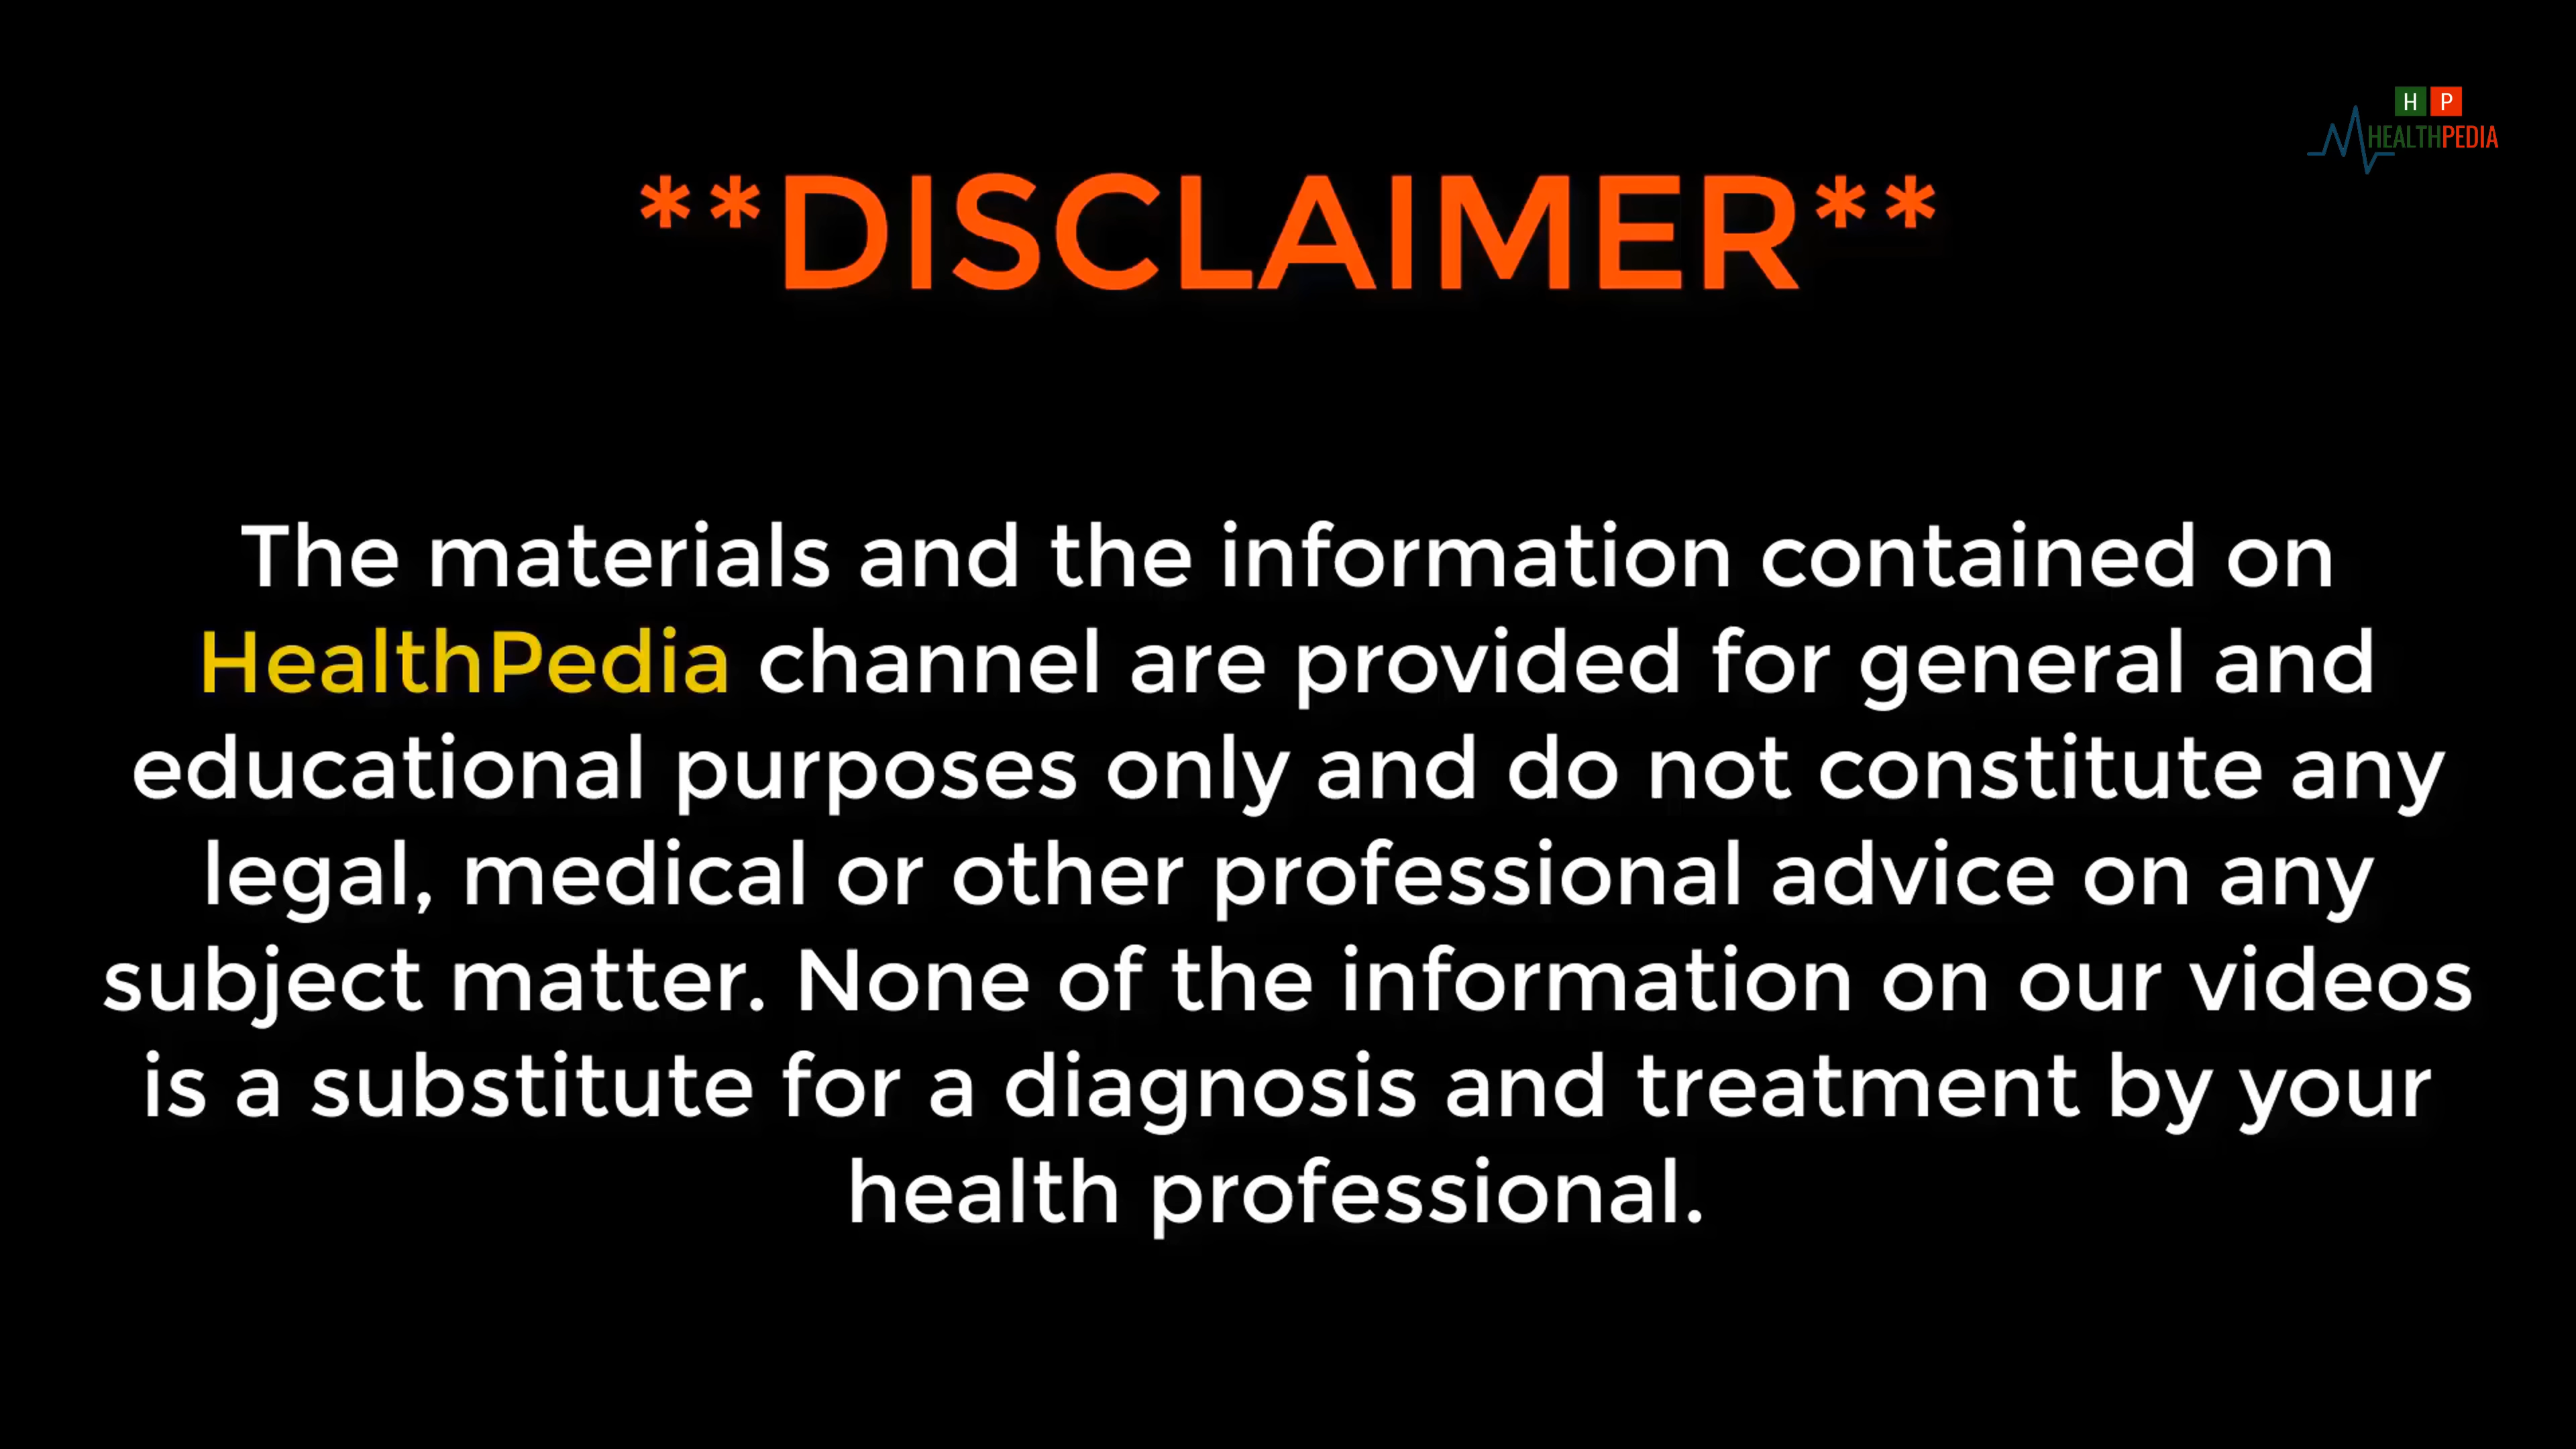 H P
HEALTHPEDIA
**DISCLAIMER**
The materials and the information contained on
HealthPedia channel are provided for general and
educational purposes only and do not constitute any
legal, medical or other professional advice on any
subject matter. None of the information on our videos
is a substitute for a diagnosis and treatment by your
health professional.